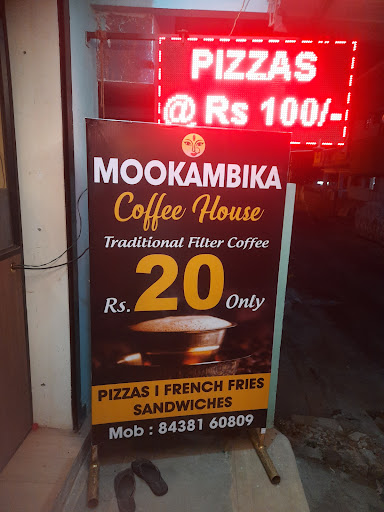 PIZZAS
@ Rs 100/-
MOOKAMBIKA
Coffee House
Traditional Filter Coffee
Rs. 20 Only
PIZZAS I FRENCH FRIES
SANDWICHES
Mob : 84381 60809